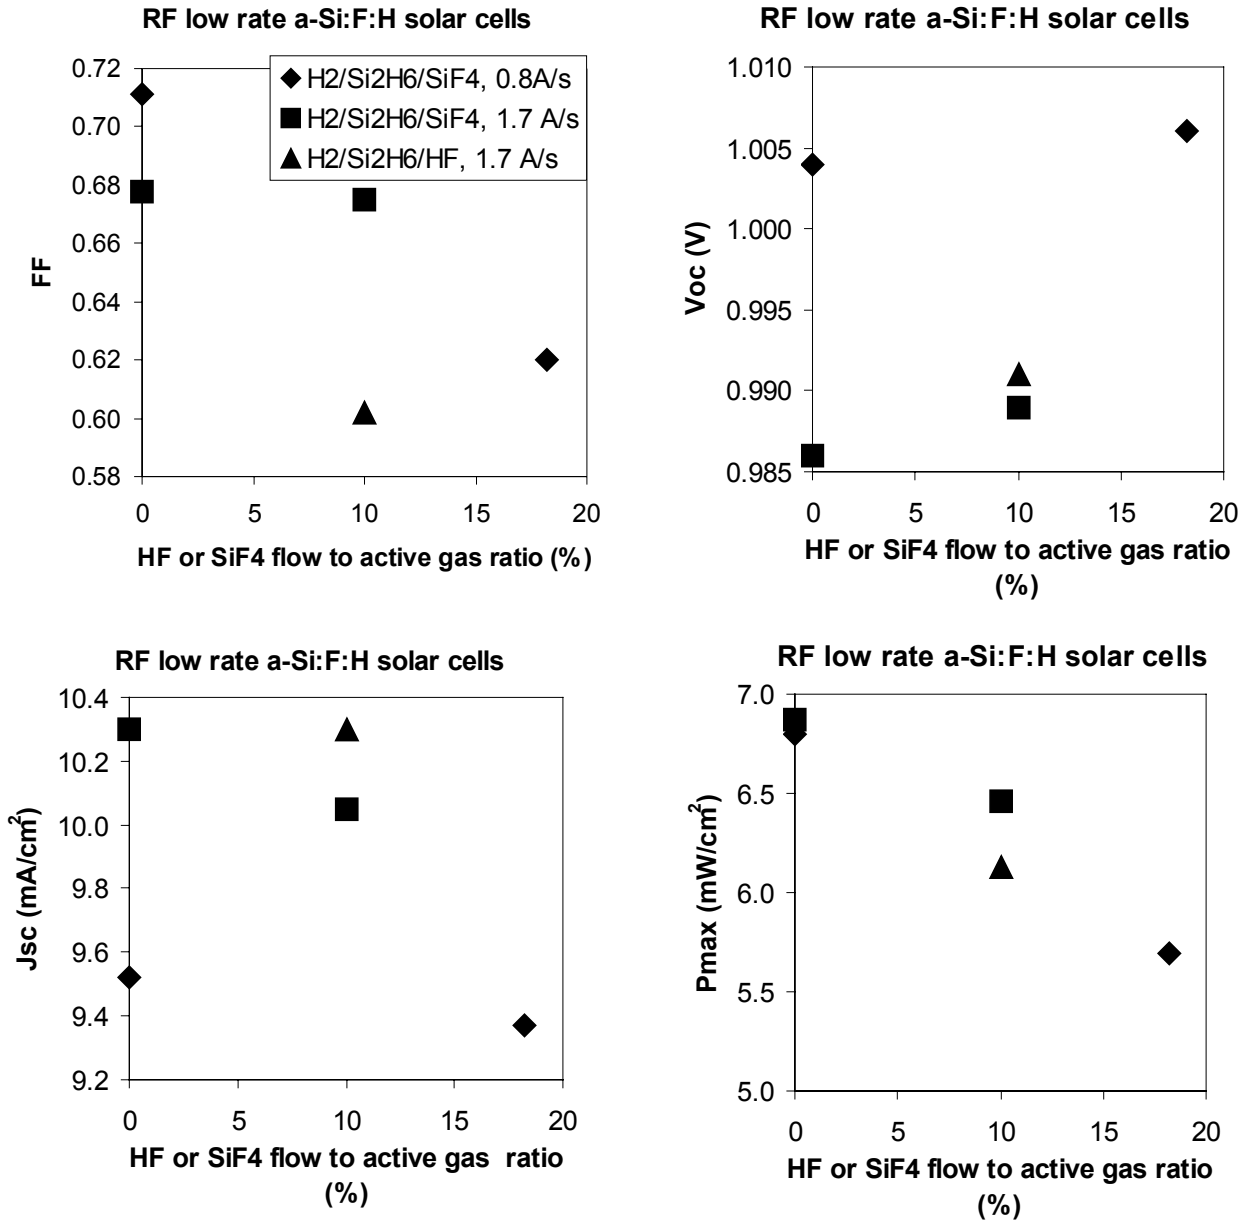 RF low rate a-Si:F:H solar cells
0.72
0.70
0.68
0.66
0.64
0.62
0.60
0.58
FF
H2/Si2H6/SiF4, 0.8A/s
H2/Si2H6/SiF4, 1.7 A/s
H2/Si2H6/HF, 1.7 A/s
0 5 10 15 20
HF or SiF4 flow to active gas ratio (%)
RF low rate a-Si:F:H solar cells
1.010
1.005
1.000
0.995
0.990
0.985
Voc (V)
0 5 10 15 20
HF or SiF4 flow to active gas ratio
(%)
RF low rate a-Si:F:H solar cells
10.4
10.2
10.0
9.8
9.6
9.4
9.2
Jsc (mA/cm2)
0 5 10 15 20
HF or SiF4 flow to active gas ratio
(%)
RF low rate a-Si:F:H solar cells
7.0
6.5
6.0
5.5
5.0
Pmax (mW/cm2)
0 5 10 15 20
HF or SiF4 flow to active gas ratio
(%)